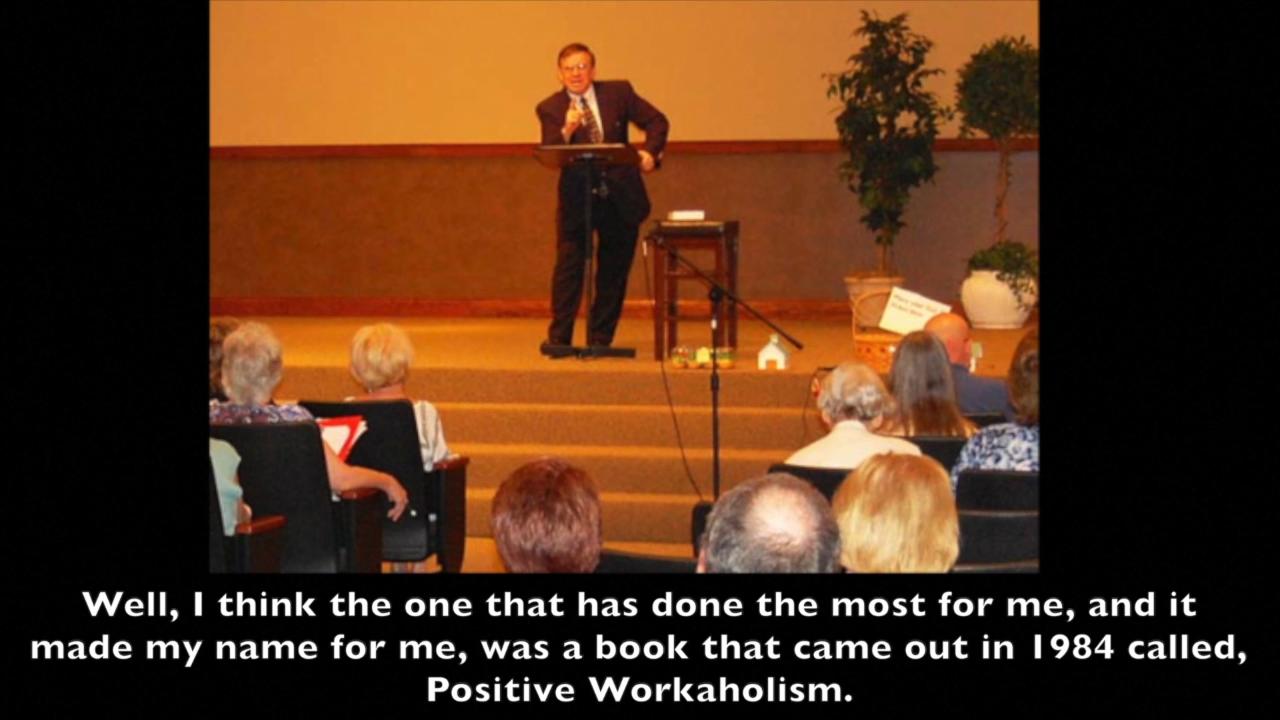 Well, I think the one that has done the most for me, and it
made my name for me, was a book that came out in 1984 called,
Positive Workaholism.